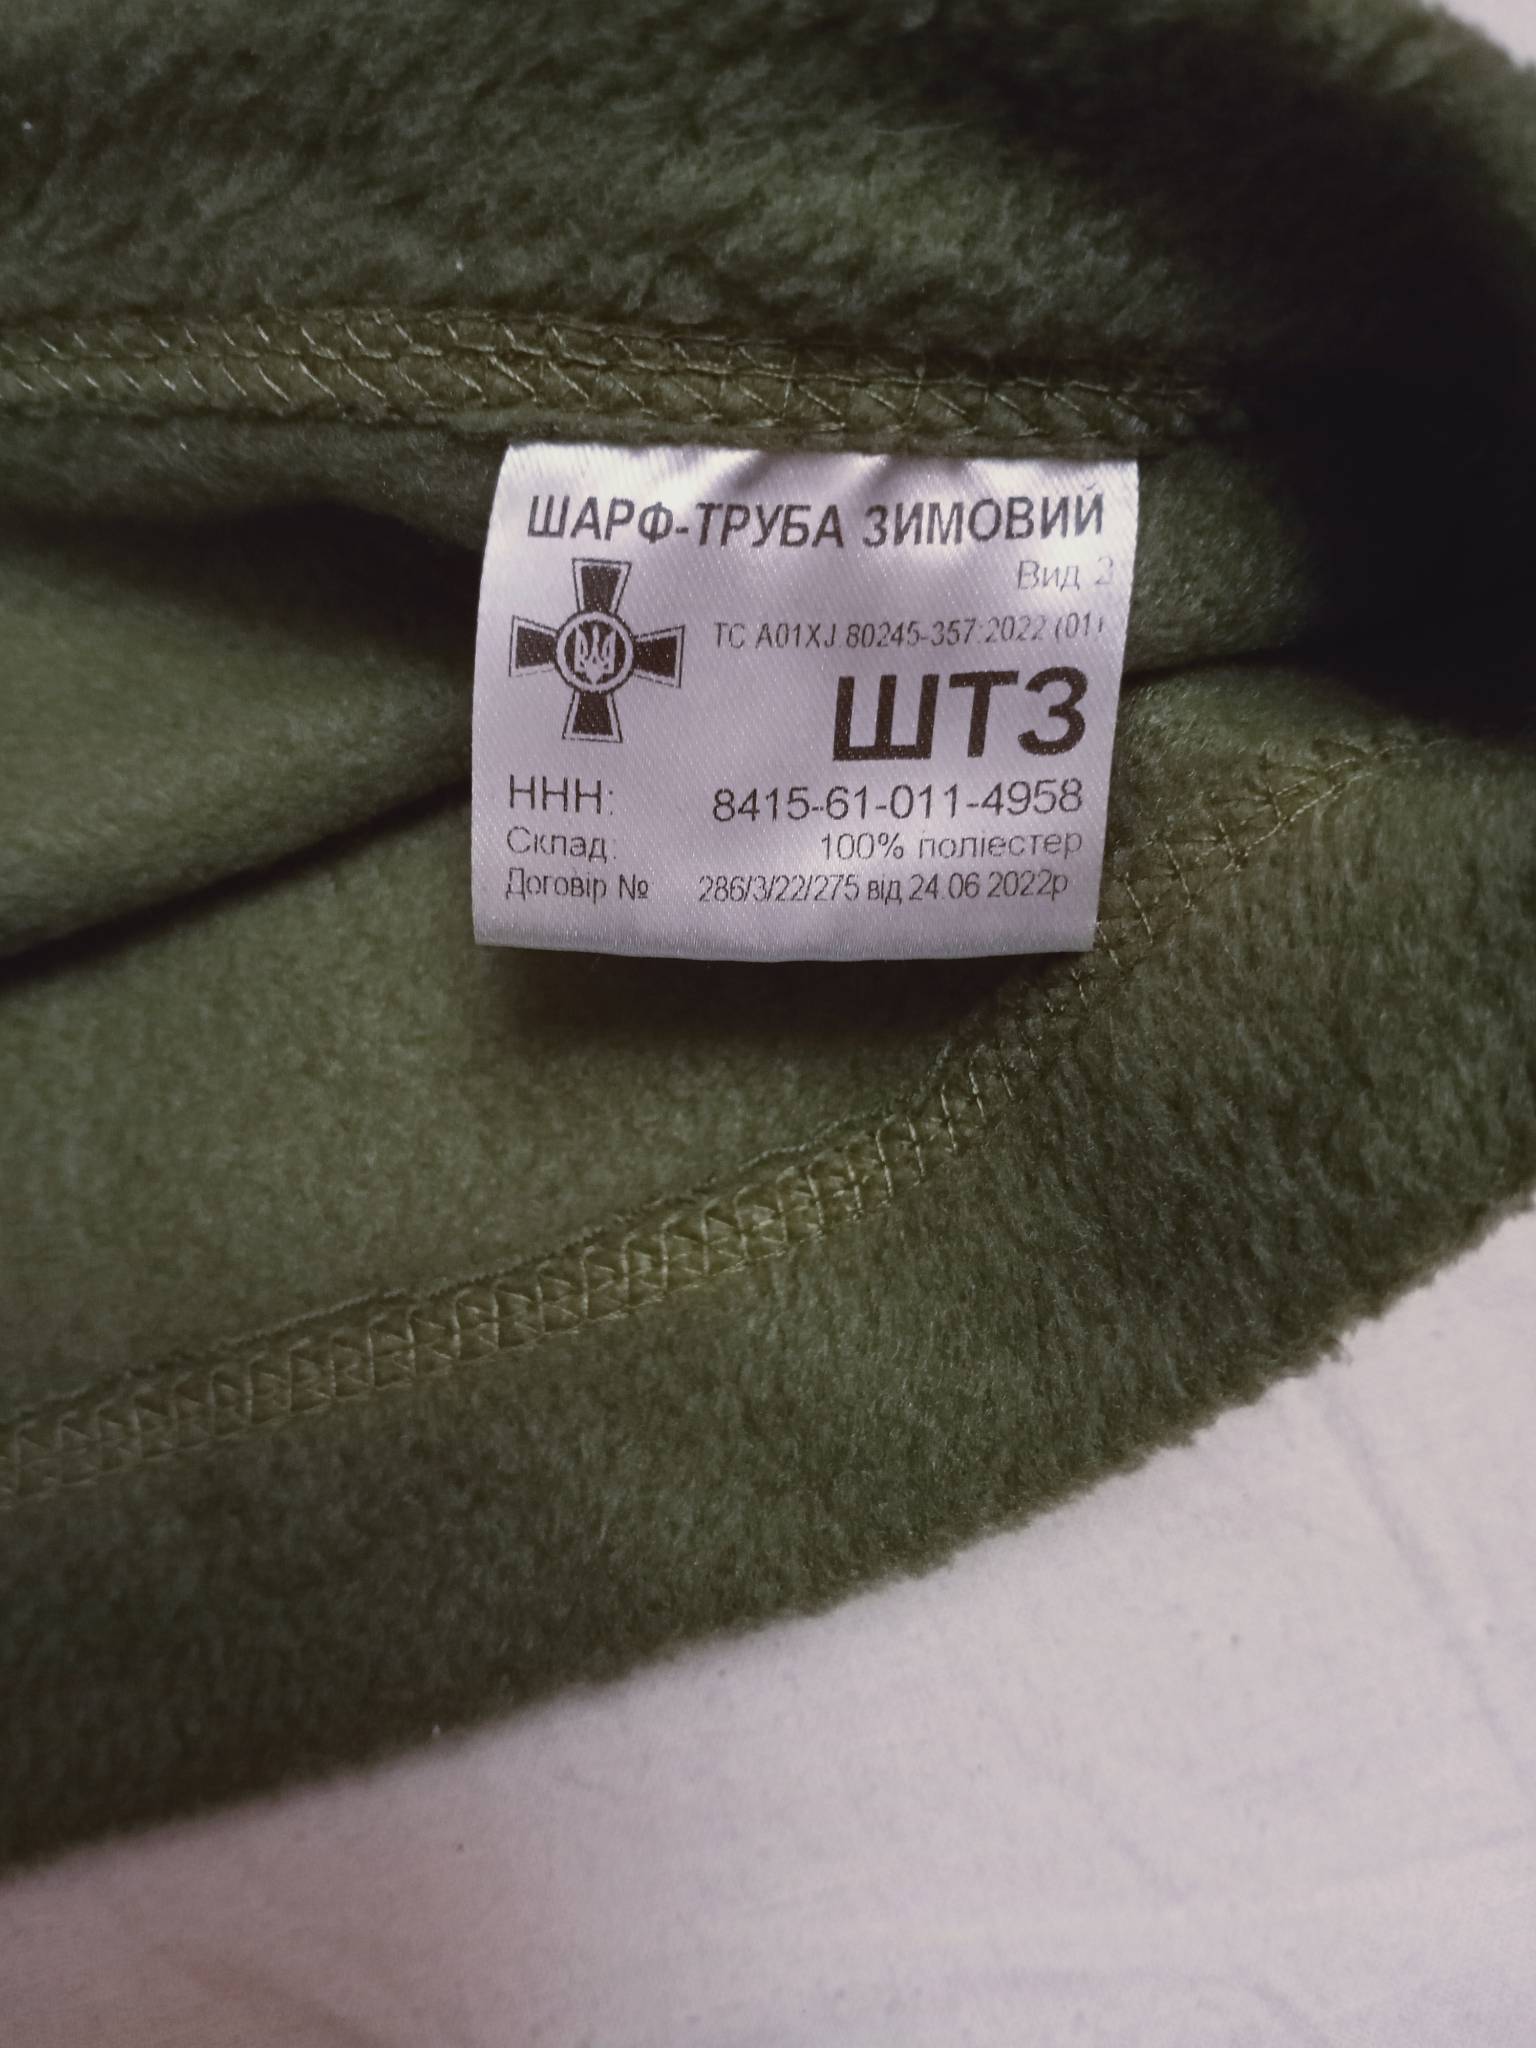 ШАРФ-ТРУБА ЗИМОВИЙ
Вид 2
ТС А01XJ.80245-357:2022 (01)
ШТЗ
ННН: 8415-61-011-4958
Склад: 100% поліестер
Договір № 286/3/22/275 від 24.06.2022р